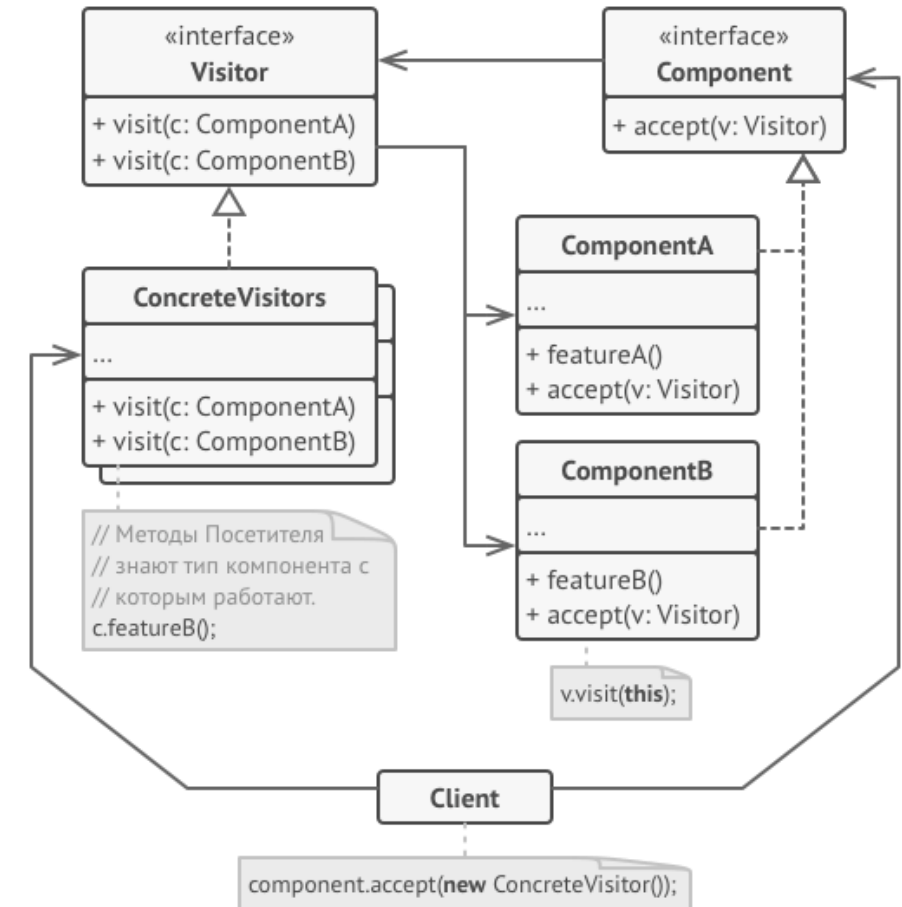 «interface»
Visitor
+ visit(c: ComponentA)
+ visit(c: ComponentB)
«interface»
Component
+ accept(v: Visitor)
ConcreteVisitors
...
+ visit(c: ComponentA)
+ visit(c: ComponentB)
// Методы Посетителя
// знают тип компонента с
// которым работают.
c.featureB();
ComponentA
...
+ featureA()
+ accept(v: Visitor)
ComponentB
...
+ featureB()
+ accept(v: Visitor)
v.visit(this);
Client
component.accept(new ConcreteVisitor());